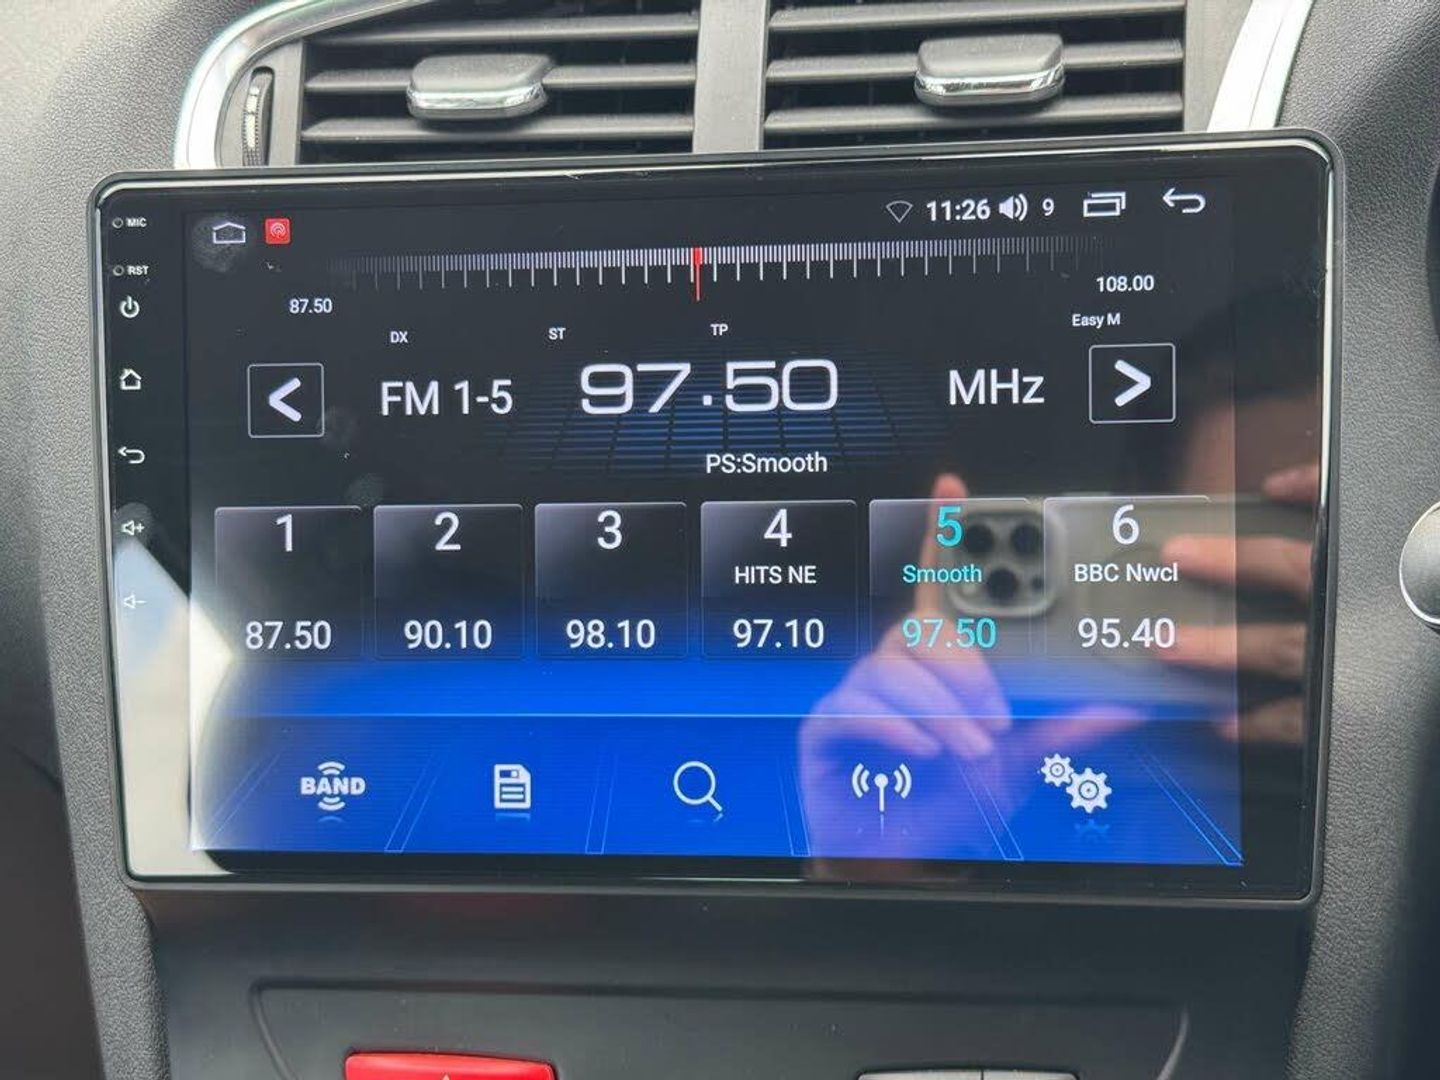 MIC
11:26 9
RST
87.50
108.00
DX ST TP Easy M
FM 1-5 97.50 MHz
PS:Smooth
1 2 3 4 5 6
HITS NE Smooth BBC Nwcl
87.50 90.10 98.10 97.10 97.50 95.40
BAND